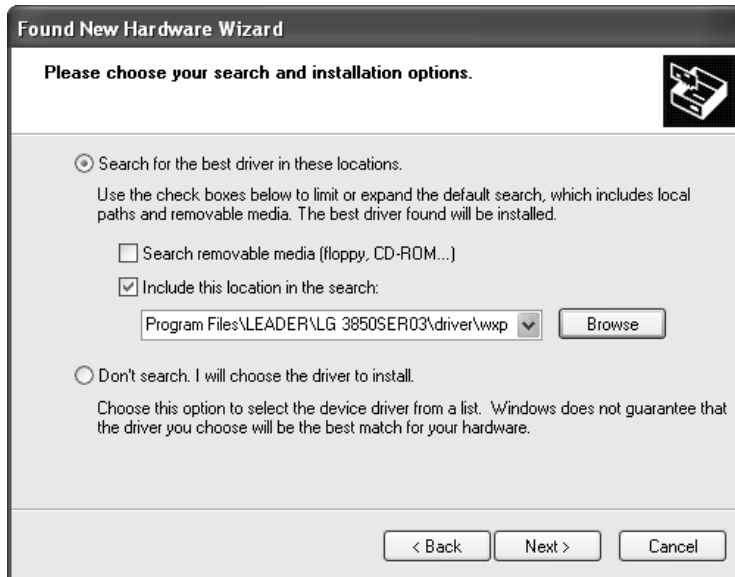 Found New Hardware Wizard
Please choose your search and installation options.
Search for the best driver in these locations.
Use the check boxes below to limit or expand the default search, which includes local
paths and removable media. The best driver found will be installed.
Search removable media (floppy, CD-ROM...)
Include this location in the search:
Program Files\LEADER\LG 3850SER03\driver\wxp
Browse
Don't search. I will choose the driver to install.
Choose this option to select the device driver from a list. Windows does not guarantee that
the driver you choose will be the best match for your hardware.
< Back Next > Cancel